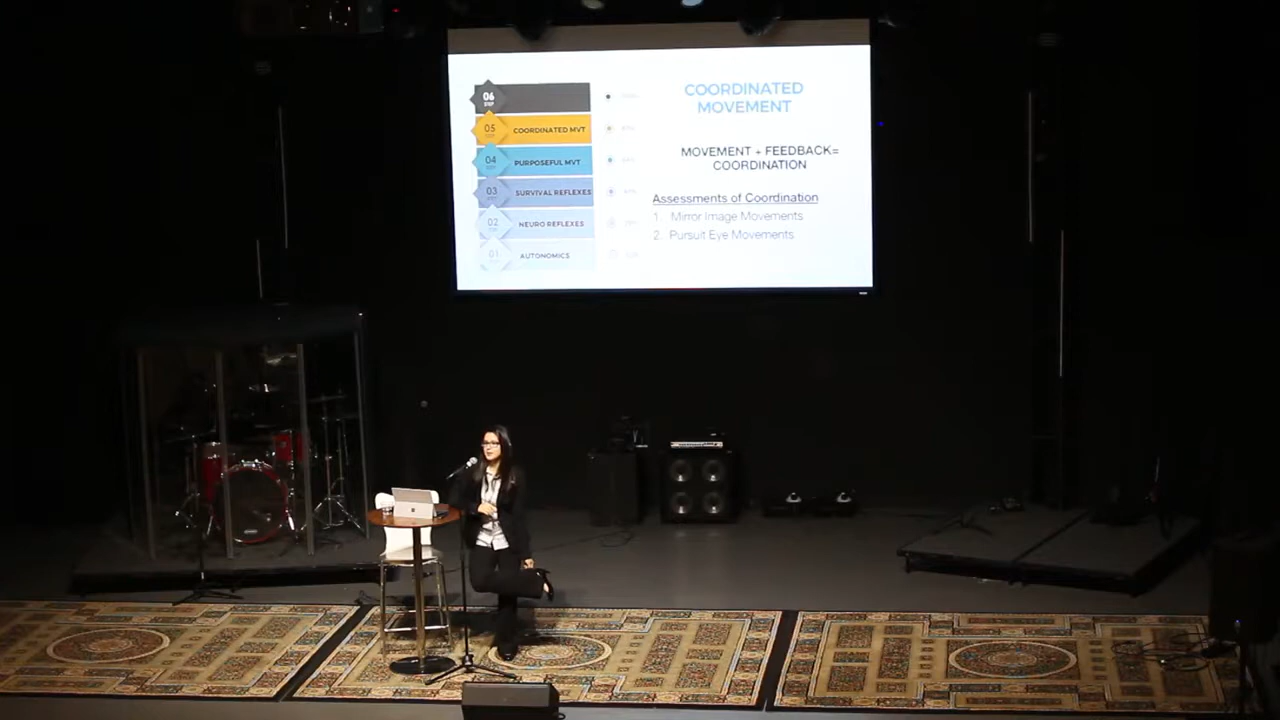 06
STEP
05
COORDINATED MVT
04
PURPOSEFUL MVT
03
SURVIVAL REFLEXES
02
NEURO REFLEXES
01
AUTONOMICS
COORDINATED
MOVEMENT
MOVEMENT + FEEDBACK=
COORDINATION
Assessments of Coordination
1. Mirror Image Movements
2. Pursuit Eye Movements